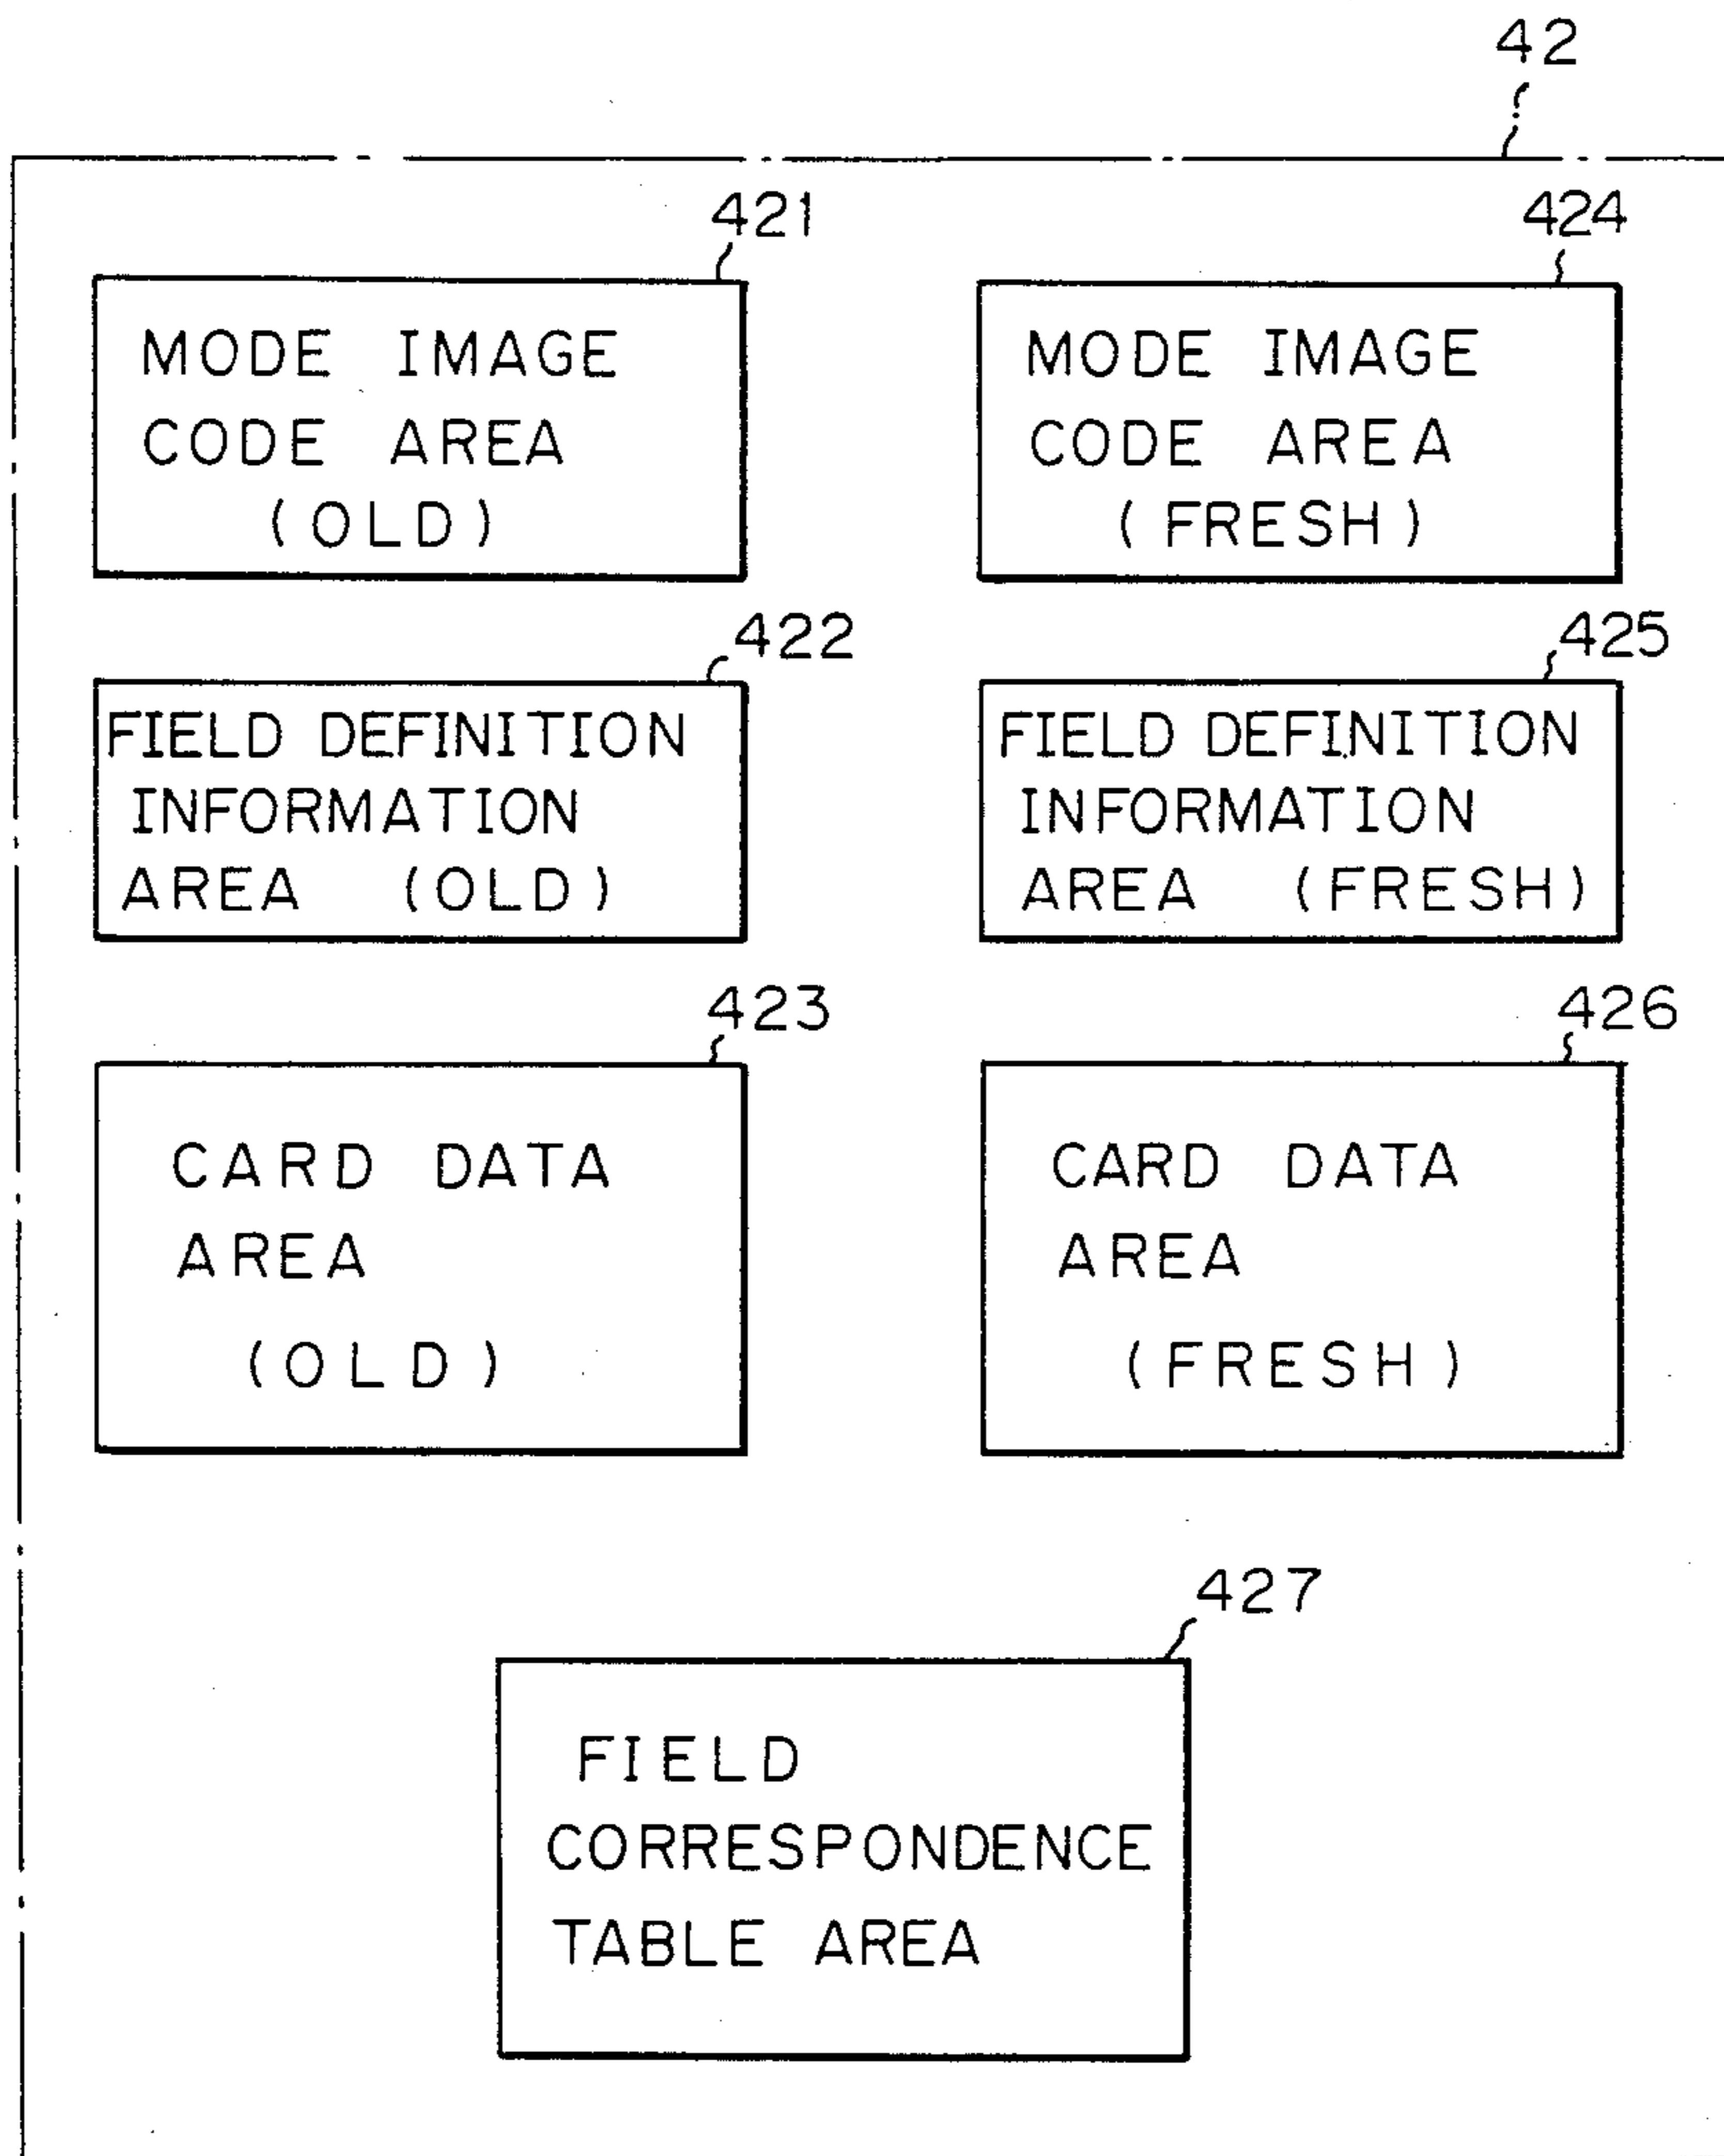 42
421
MODE IMAGE
CODE AREA
(OLD)
424
MODE IMAGE
CODE AREA
(FRESH)
422
FIELD DEFINITION
INFORMATION
AREA (OLD)
425
FIELD DEFINITION
INFORMATION
AREA (FRESH)
423
CARD DATA
AREA
(OLD)
426
CARD DATA
AREA
(FRESH)
427
FIELD
CORRESPONDENCE
TABLE AREA